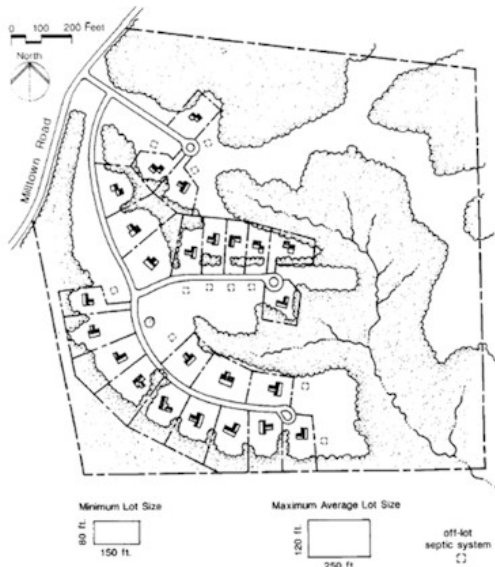 0 100 200 Feet
North
Milltown Road
Minimum Lot Size
80 ft.
150 ft.
Maximum Average Lot Size
120 ft.
250 ft.
off-lot
septic system